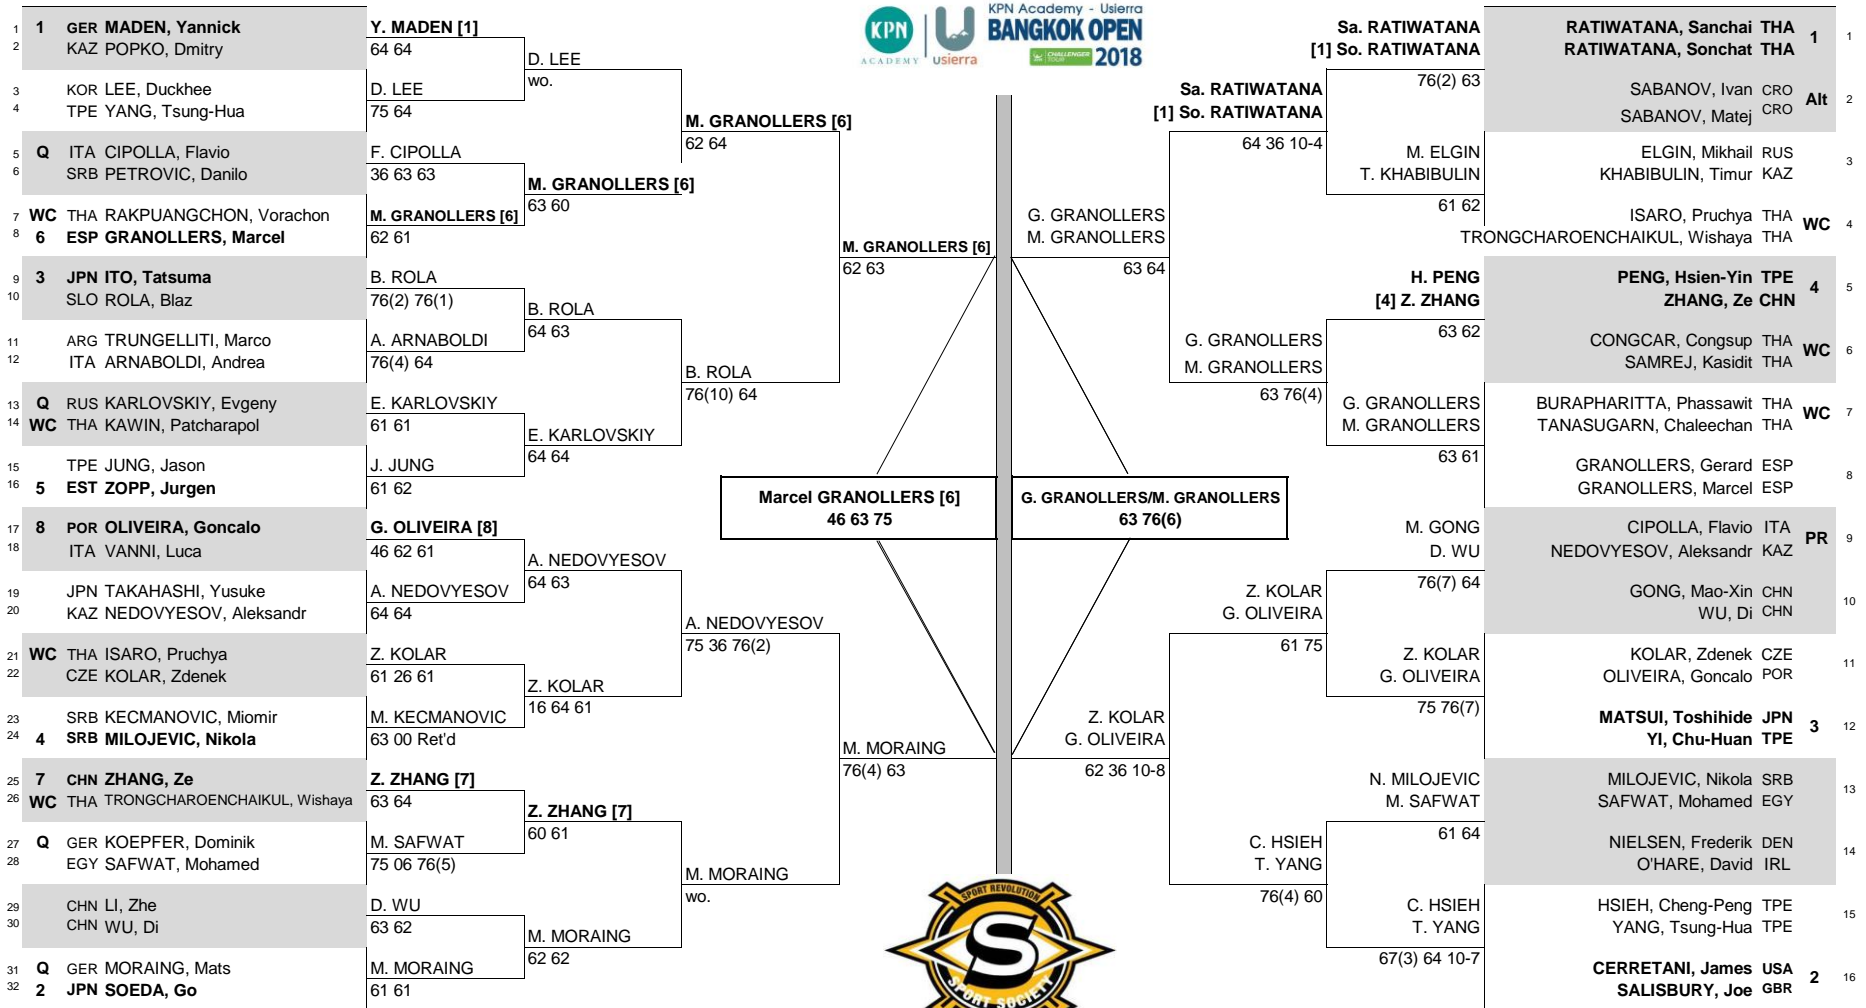 KPN
ACADEMY
usierra
KPN Academy - Usierra
BANGKOK OPEN
CHALLENGER TOUR
2018
1 1 GER MADEN, Yannick
2 KAZ POPKO, Dmitry
3 KOR LEE, Duckhee
4 TPE YANG, Tsung-Hua
5 Q ITA CIPOLLA, Flavio
6 SRB PETROVIC, Danilo
7 WC THA RAKPUANGCHON, Vorachon
8 6 ESP GRANOLLERS, Marcel
9 3 JPN ITO, Tatsuma
10 SLO ROLA, Blaz
11 ARG TRUNGELLITI, Marco
12 ITA ARNABOLDI, Andrea
13 Q RUS KARLOVSKIY, Evgeny
14 WC THA KAWIN, Patcharapol
15 TPE JUNG, Jason
16 5 EST ZOPP, Jurgen
17 8 POR OLIVEIRA, Goncalo
18 ITA VANNI, Luca
19 JPN TAKAHASHI, Yusuke
20 KAZ NEDOVYESOV, Aleksandr
21 WC THA ISARO, Pruchya
22 CZE KOLAR, Zdenek
23 SRB KECMANOVIC, Miomir
24 4 SRB MILOJEVIC, Nikola
25 7 CHN ZHANG, Ze
26 WC THA TRONGCHAROENCHAIKUL, Wishaya
27 Q GER KOEPFER, Dominik
28 EGY SAFWAT, Mohamed
29 CHN LI, Zhe
30 CHN WU, Di
31 Q GER MORAING, Mats
32 2 JPN SOEDA, Go
Y. MADEN [1]
64 64
D. LEE
75 64
F. CIPOLLA
36 63 63
M. GRANOLLERS [6]
62 61
B. ROLA
76(2) 76(1)
A. ARNABOLDI
76(4) 64
E. KARLOVSKIY
61 61
J. JUNG
61 62
G. OLIVEIRA [8]
46 62 61
A. NEDOVYESOV
64 64
Z. KOLAR
61 26 61
M. KECMANOVIC
63 00 Ret'd
Z. ZHANG [7]
63 64
M. SAFWAT
75 06 76(5)
D. WU
63 62
M. MORAING
61 61
D. LEE
wo.
M. GRANOLLERS [6]
63 60
B. ROLA
64 63
E. KARLOVSKIY
64 64
A. NEDOVYESOV
64 63
Z. KOLAR
16 64 61
Z. ZHANG [7]
60 61
M. MORAING
62 62
M. GRANOLLERS [6]
62 64
B. ROLA
76(10) 64
A. NEDOVYESOV
75 36 76(2)
M. MORAING
wo.
M. GRANOLLERS [6]
62 63
M. MORAING
76(4) 63
Marcel GRANOLLERS [6]
46 63 75
G. GRANOLLERS/M. GRANOLLERS
63 76(6)
G. GRANOLLERS
M. GRANOLLERS
63 64
Z. KOLAR
G. OLIVEIRA
62 36 10-8
Sa. RATIWATANA
[1] So. RATIWATANA
64 36 10-4
G. GRANOLLERS
M. GRANOLLERS
63 76(4)
Z. KOLAR
G. OLIVEIRA
61 75
C. HSIEH
T. YANG
76(4) 60
Sa. RATIWATANA
[1] So. RATIWATANA
76(2) 63
M. ELGIN
T. KHABIBULIN
61 62
H. PENG
[4] Z. ZHANG
63 62
G. GRANOLLERS
M. GRANOLLERS
63 61
M. GONG
D. WU
76(7) 64
Z. KOLAR
G. OLIVEIRA
75 76(7)
N. MILOJEVIC
M. SAFWAT
61 64
C. HSIEH
T. YANG
67(3) 64 10-7
RATIWATANA, Sanchai THA 1 1
RATIWATANA, Sonchat THA
SABANOV, Ivan CRO Alt 2
SABANOV, Matej CRO
ELGIN, Mikhail RUS 3
KHABIBULIN, Timur KAZ
ISARO, Pruchya THA WC 4
TRONGCHAROENCHAIKUL, Wishaya THA
PENG, Hsien-Yin TPE 4 5
ZHANG, Ze CHN
CONGCAR, Congsup THA WC 6
SAMREJ, Kasidit THA
BURAPHARITTA, Phassawit THA WC 7
TANASUGARN, Chaleechan THA
GRANOLLERS, Gerard ESP 8
GRANOLLERS, Marcel ESP
CIPOLLA, Flavio ITA PR 9
NEDOVYESOV, Aleksandr KAZ
GONG, Mao-Xin CHN 10
WU, Di CHN
KOLAR, Zdenek CZE 11
OLIVEIRA, Goncalo POR
MATSUI, Toshihide JPN 3 12
YI, Chu-Huan TPE
MILOJEVIC, Nikola SRB 13
SAFWAT, Mohamed EGY
NIELSEN, Frederik DEN 14
O'HARE, David IRL
HSIEH, Cheng-Peng TPE 15
YANG, Tsung-Hua TPE
CERRETANI, James USA 2 16
SALISBURY, Joe GBR
SPORT REVOLUTION
S
SPORT SOCIETY